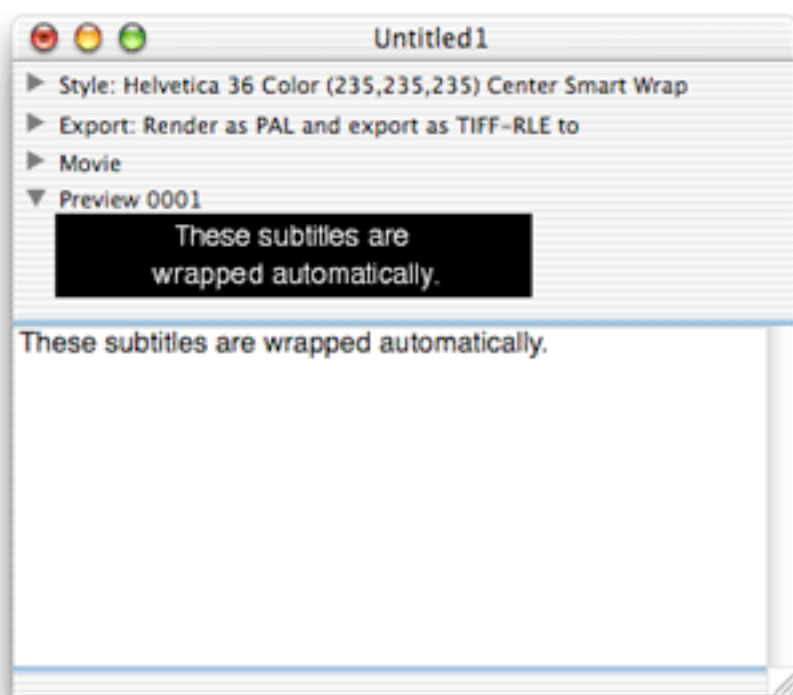 Untitled1
Style: Helvetica 36 Color (235,235,235) Center Smart Wrap
Export: Render as PAL and export as TIFF-RLE to
Movie
Preview 0001
These subtitles are
wrapped automatically.
These subtitles are wrapped automatically.